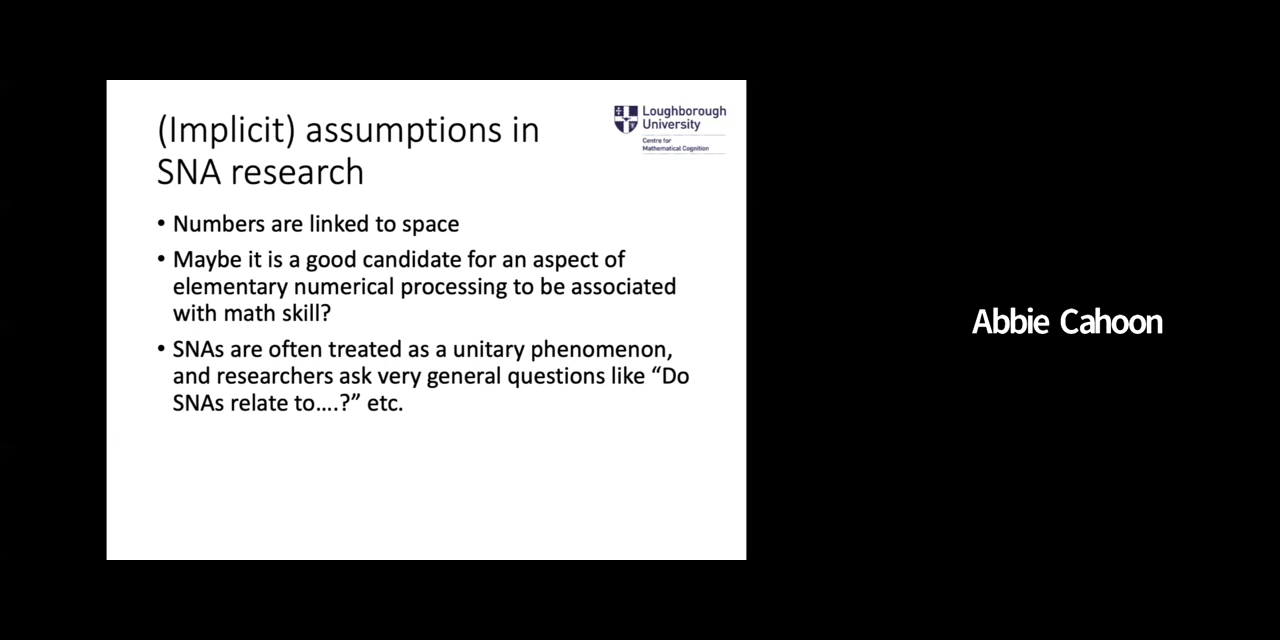 (Implicit) assumptions in
SNA research
Loughborough
University
Centre for
Mathematical Cognition
• Numbers are linked to space
• Maybe it is a good candidate for an aspect of
elementary numerical processing to be associated
with math skill?
• SNAs are often treated as a unitary phenomenon,
and researchers ask very general questions like “Do
SNAs relate to….?” etc.
Abbie Cahoon